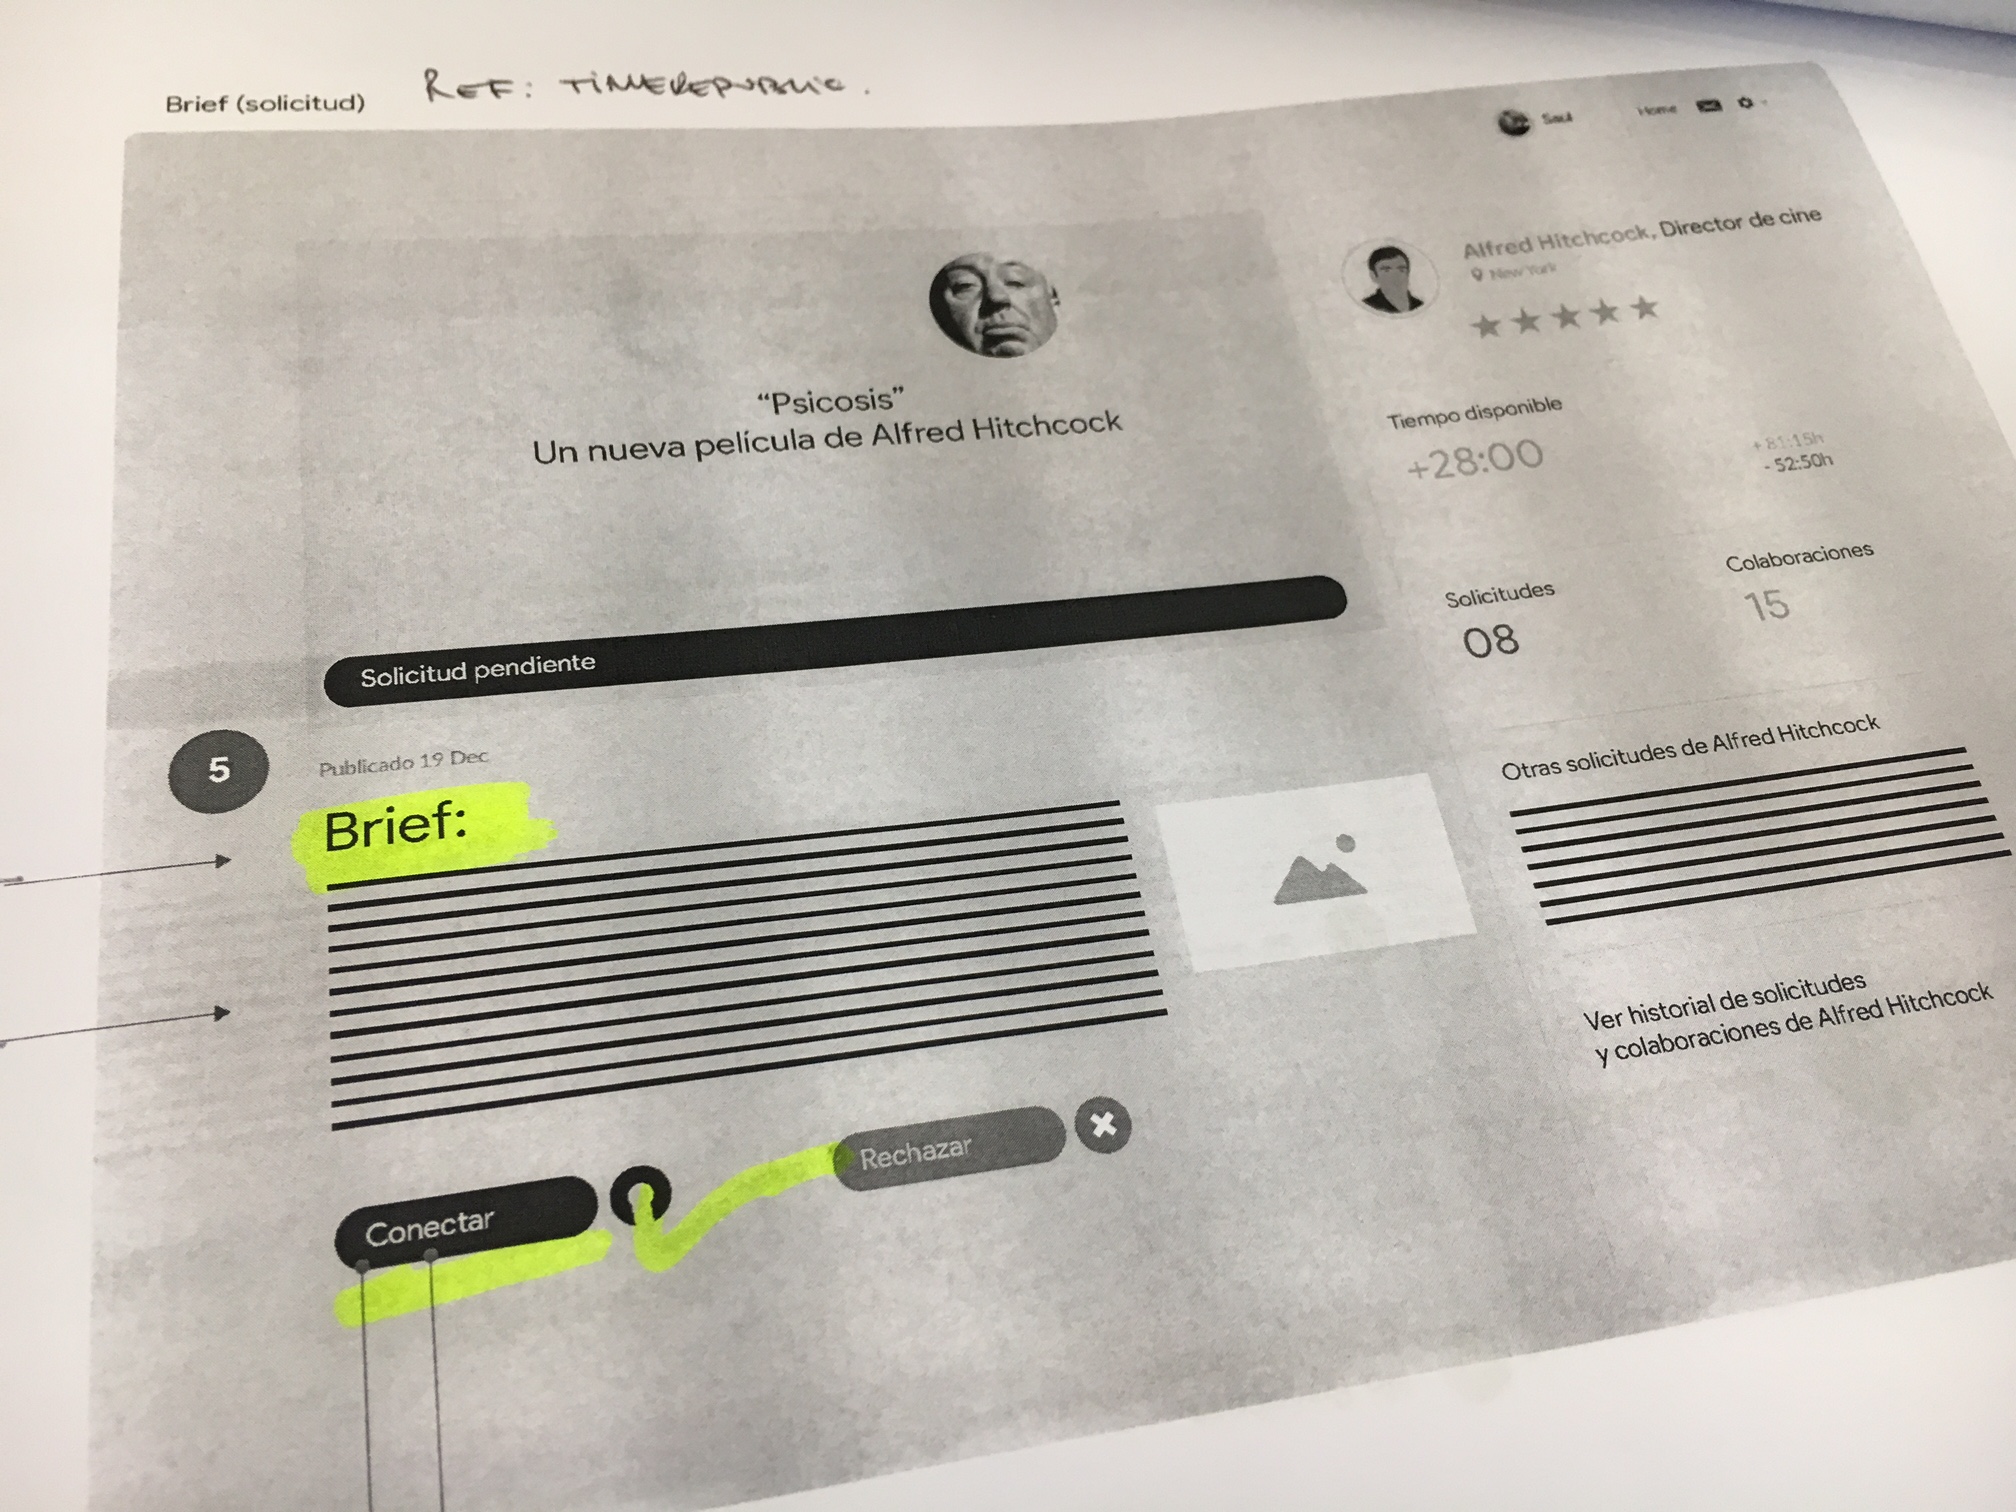 Brief (solicitud)
REF: TIMEREPUBLIC.
Saul
Home
"Psicosis"
Un nueva película de Alfred Hitchcock
Solicitud pendiente
5
Publicado 19 Dec
Brief:
Conectar
Rechazar
Alfred Hitchcock, Director de cine
New York
Tiempo disponible
+28:00
+81:15h
- 52:50h
Solicitudes
08
Colaboraciones
15
Otras solicitudes de Alfred Hitchcock
Ver historial de solicitudes
y colaboraciones de Alfred Hitchcock